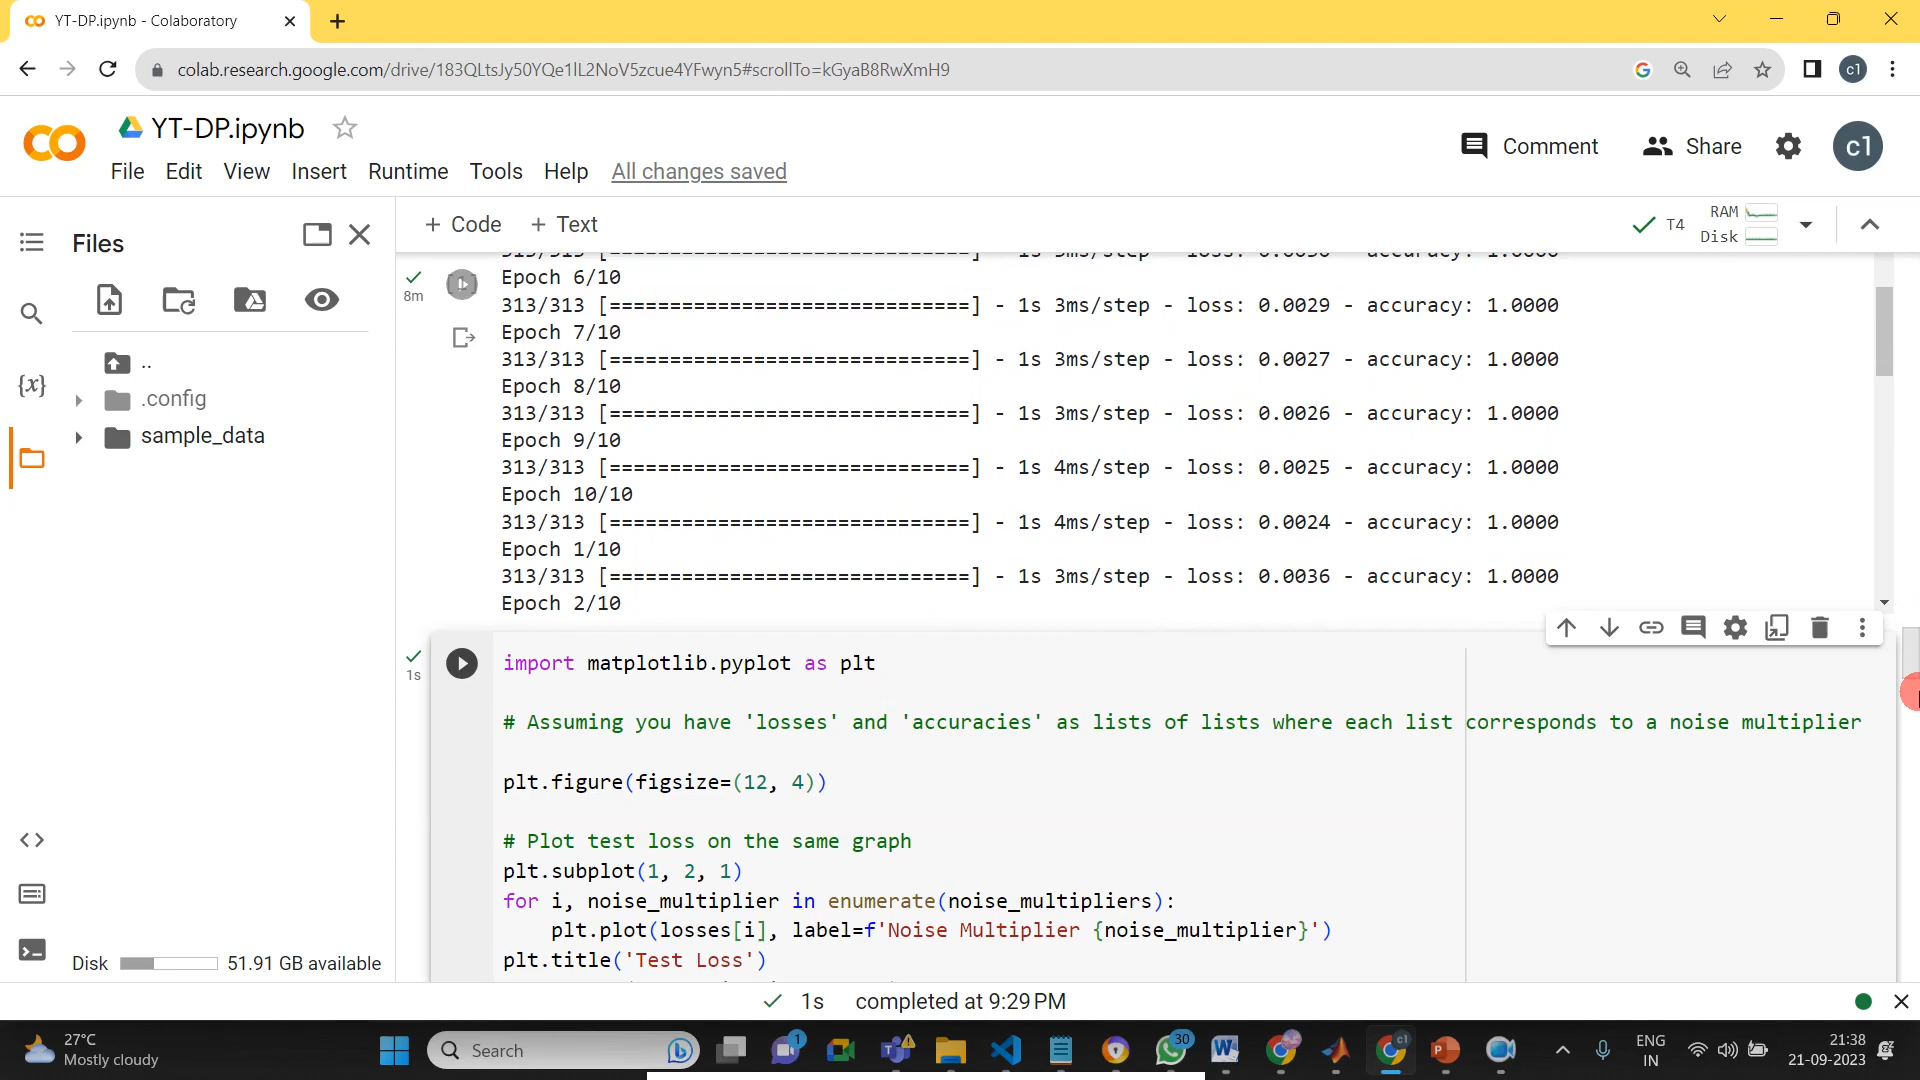 YT-DP.ipynb - Colaboratory
colab.research.google.com/drive/183QLtsJy50YQe1lL2NoV5zcue4YFwyn5#scrollTo=kGyaB8RwXmH9
c1
YT-DP.ipynb
File Edit View Insert Runtime Tools Help All changes saved
Comment Share c1
Files
+ Code + Text
T4 RAM
Disk
..
.config
sample_data
{x}
Disk 51.91 GB available
8m
Epoch 6/10
313/313 [==============================] - 1s 3ms/step - loss: 0.0029 - accuracy: 1.0000
Epoch 7/10
313/313 [==============================] - 1s 3ms/step - loss: 0.0027 - accuracy: 1.0000
Epoch 8/10
313/313 [==============================] - 1s 3ms/step - loss: 0.0026 - accuracy: 1.0000
Epoch 9/10
313/313 [==============================] - 1s 4ms/step - loss: 0.0025 - accuracy: 1.0000
Epoch 10/10
313/313 [==============================] - 1s 4ms/step - loss: 0.0024 - accuracy: 1.0000
Epoch 1/10
313/313 [==============================] - 1s 3ms/step - loss: 0.0036 - accuracy: 1.0000
Epoch 2/10
1s
import matplotlib.pyplot as plt
# Assuming you have 'losses' and 'accuracies' as lists of lists where each list corresponds to a noise multiplier
plt.figure(figsize=(12, 4))
# Plot test loss on the same graph
plt.subplot(1, 2, 1)
for i, noise_multiplier in enumerate(noise_multipliers):
plt.plot(losses[i], label=f'Noise Multiplier {noise_multiplier}')
plt.title('Test Loss')
1s completed at 9:29 PM
27°C
Mostly cloudy
Search
1
30
c1
ENG
IN
21:38
21-09-2023